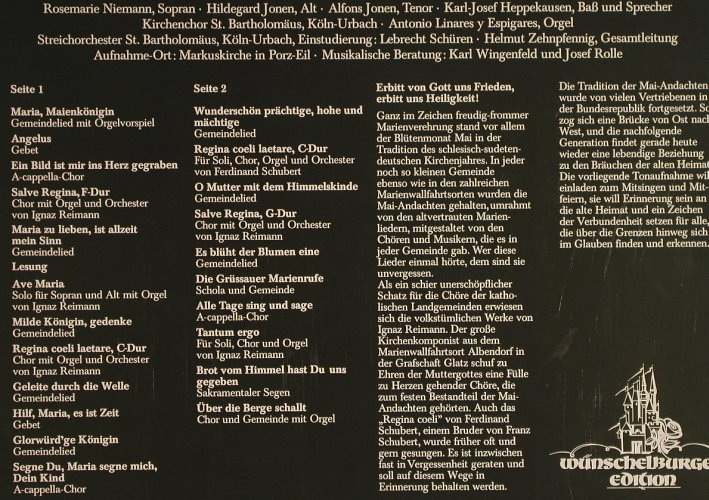 Rosemarie Niemann, Sopran · Hildegard Jonen, Alt · Alfons Jonen, Tenor · Karl-Josef Heppekausen, Baß und Sprecher
Kirchenchor St. Bartholomäus, Köln-Urbach · Antonio Linares y Espigares, Orgel
Streichorchester St. Bartholomäus, Köln-Urbach, Einstudierung: Lebrecht Schüren · Helmut Zehnpfennig, Gesamtleitung
Aufnahme-Ort: Markuskirche in Porz-Eil · Musikalische Beratung: Karl Wingenfeld und Josef Rolle
Seite 1
Maria, Maienkönigin
Gemeindelied mit Orgelvorspiel
Angelus
Gebet
Ein Bild ist mir ins Herz gegraben
A-cappella-Chor
Salve Regina, F-Dur
Chor mit Orgel und Orchester
von Ignaz Reimann
Maria zu lieben, ist allzeit
mein Sinn
Gemeindelied
Lesung
Ave Maria
Solo für Sopran und Alt mit Orgel
von Ignaz Reimann
Milde Königin, gedenke
Gemeindelied
Regina coeli laetare, C-Dur
Chor mit Orgel und Orchester
von Ignaz Reimann
Geleite durch die Welle
Gemeindelied
Hilf, Maria, es ist Zeit
Gebet
Glorwürd'ge Königin
Gemeindelied
Segne Du, Maria segne mich,
Dein Kind
A-cappella-Chor
Seite 2
Wunderschön prächtige, hohe und
mächtige
Gemeindelied
Regina coeli laetare, C-Dur
Für Soli, Chor, Orgel und Orchester
von Ferdinand Schubert
O Mutter mit dem Himmelskinde
Gemeindelied
Salve Regina, G-Dur
Chor mit Orgel und Orchester
von Ignaz Reimann
Es blüht der Blumen eine
Gemeindelied
Die Grüssauer Marienrufe
Schola und Gemeinde
Alle Tage sing und sage
A-cappella-Chor
Tantum ergo
Für Soli, Chor und Orgel
von Ignaz Reimann
Brot vom Himmel hast Du uns
gegeben
Sakramentaler Segen
Über die Berge schallt
Chor und Gemeinde mit Orgel
Erbitt von Gott uns Frieden,
erbitt uns Heiligkeit!
Ganz im Zeichen freudig-frommer
Marienverehrung stand vor allem
der Blütenmonat Mai in der
Tradition des schlesisch-sudeten-
deutschen Kirchenjahres. In jeder
noch so kleinen Gemeinde
ebenso wie in den zahlreichen
Marienwallfahrtsorten wurden die
Mai-Andachten gehalten, umrahmt
von den altvertrauten Marien-
liedern, mitgestaltet von den
Chören und Musikern, die es in
jeder Gemeinde gab. Wer diese
Lieder einmal hörte, dem sind sie
unvergessen.
Als ein schier unerschöpflicher
Schatz für die Chöre der katho-
lischen Landgemeinden erwiesen
sich die volkstümlichen Werke von
Ignaz Reimann. Der große
Kirchenkomponist aus dem
Marienwallfahrtsort Albendorf in
der Grafschaft Glatz schuf zu
Ehren der Muttergottes eine Fülle
zu Herzen gehender Chöre, die
zum festen Bestandteil der Mai-
Andachten gehörten. Auch das
„Regina coeli" von Ferdinand
Schubert, einem Bruder von Franz
Schubert, wurde früher oft und
gern gesungen. Es ist inzwischen
fast in Vergessenheit geraten und
soll auf diesem Wege in
Erinnerung behalten werden.
Die Tradition der Mai-Andachten
wurde von vielen Vertriebenen in
der Bundesrepublik fortgesetzt. So
zog sich eine Brücke von Ost nach
West, und die nachfolgende
Generation findet gerade heute
wieder eine lebendige Beziehung
zu den Bräuchen der alten Heimat
Die vorliegende Tonaufnahme will
einladen zum Mitsingen und Mit-
feiern, sie will Erinnerung sein an
die alte Heimat und ein Zeichen
der Verbundenheit setzen für alle,
die über die Grenzen hinweg sich
im Glauben finden und erkennen.
Wünschelburge
EDITION